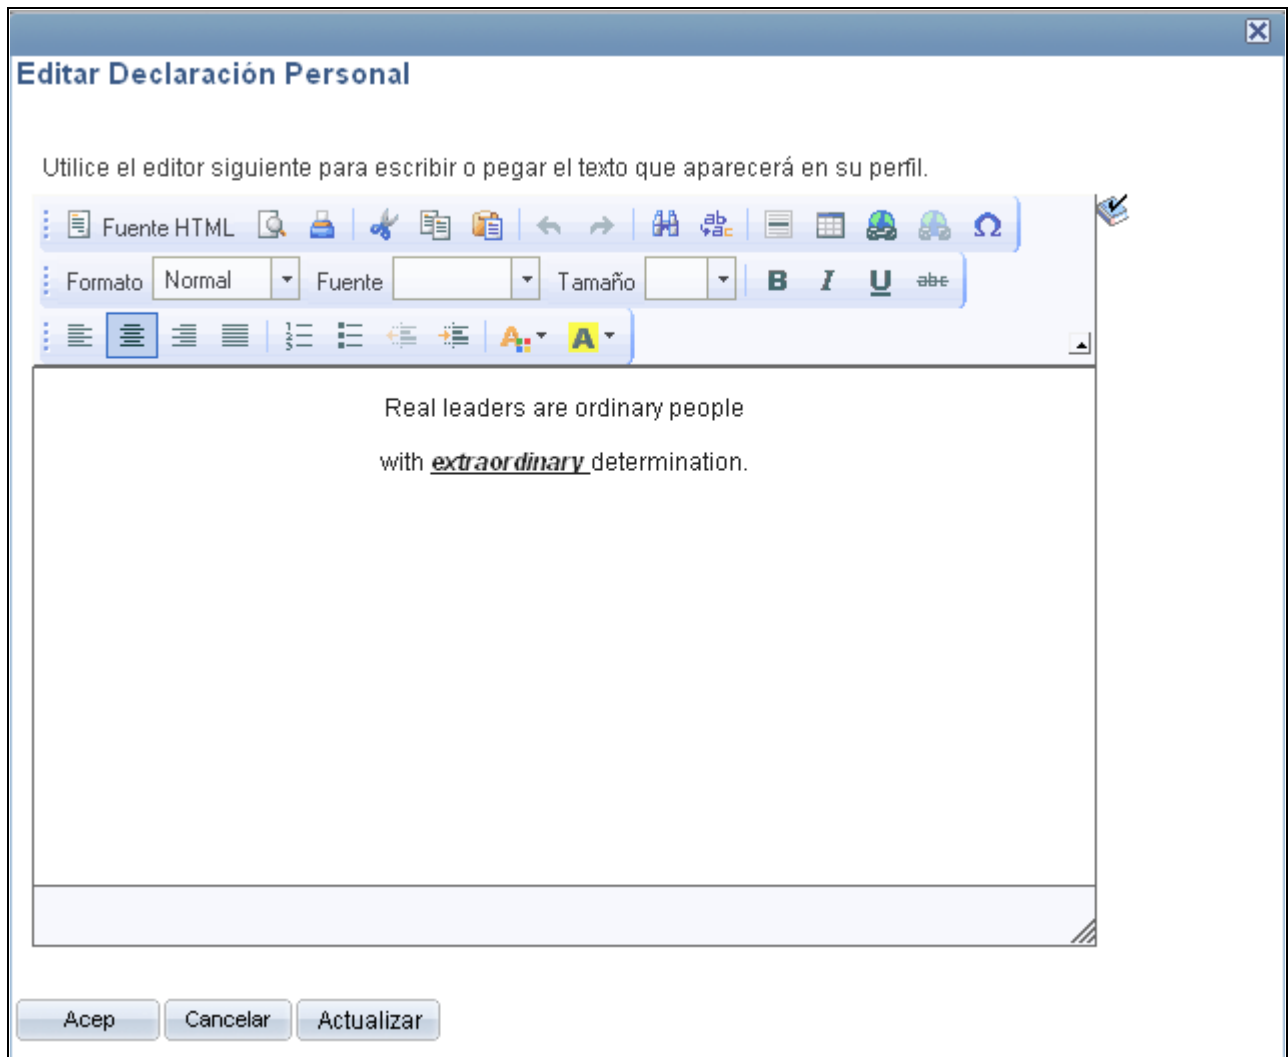 Editar Declaración Personal
Utilice el editor siguiente para escribir o pegar el texto que aparecerá en su perfil.
Fuente HTML
Formato Normal Fuente Tamaño B I U abc
Real leaders are ordinary people
with extraordinary determination.
Acep Cancelar Actualizar